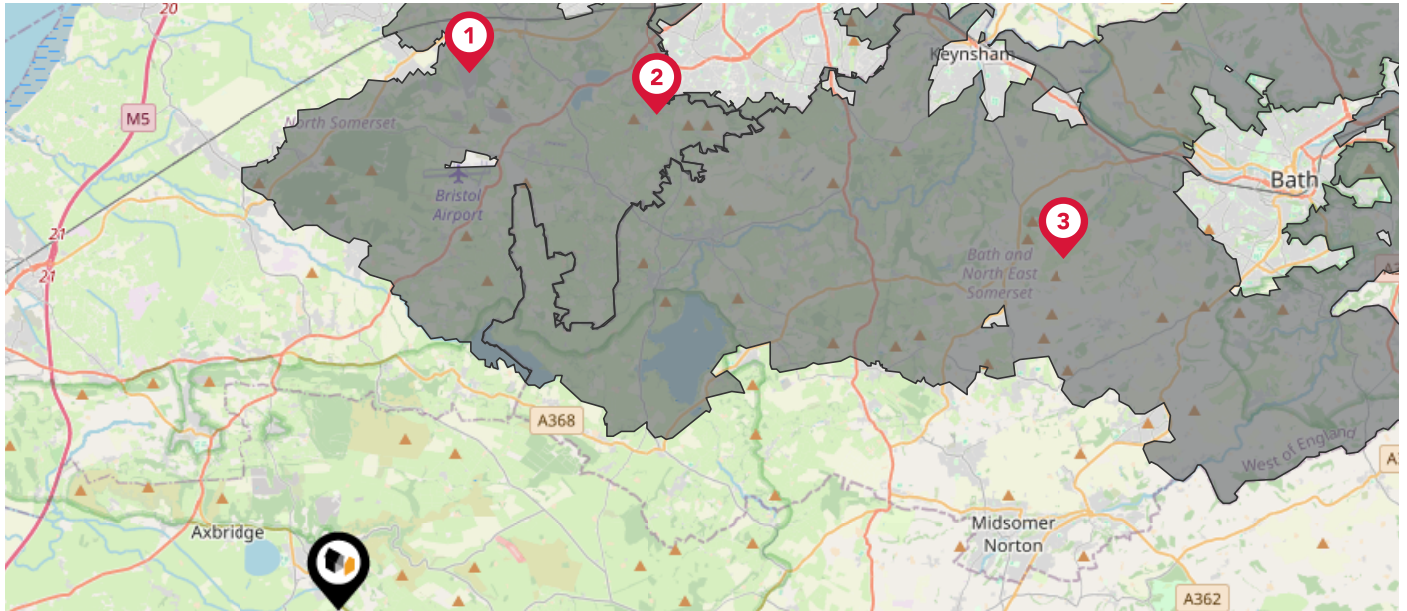 20
1
2
Keynsham
M5
North Somerset
Bristol
Airport
Bath
3
21
21
Bath and
North East
Somerset
A368
West of England
Axbridge
Midsomer
Norton
A362